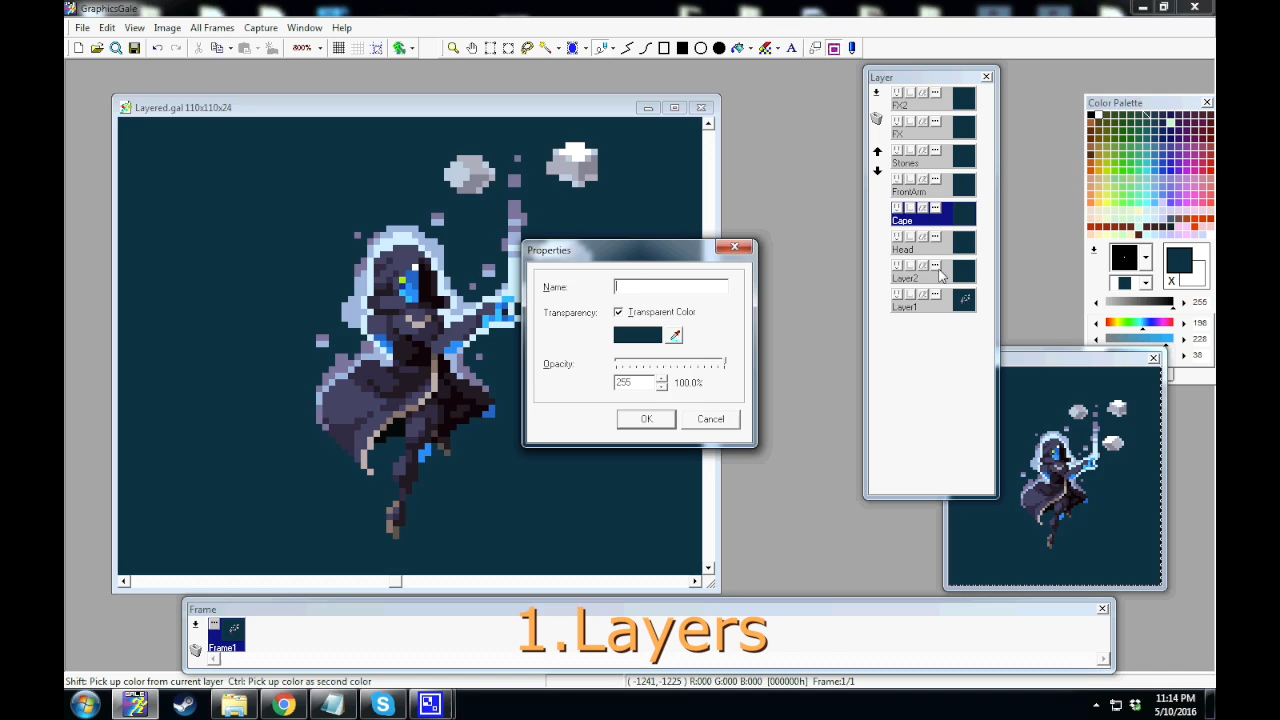 GraphicsGale
File Edit View Image All Frames Capture Window Help
800%
Layered.gal 110x110x24
Layer
FX2
FX
Stones
FrontArm
Cape
Head
Layer2
Layer1
Color Palette
X
255
198
228
38
Properties
Name:
Transparency: Transparent Color
Opacity:
255 100.0%
OK Cancel
Frame
Frame1
1.Layers
Shift: Pick up color from current layer Ctrl: Pick up color as second color
( -1241,-1225 ) R:000 G:000 B:000 [000000h] Frame:1/1
11:14 PM
5/10/2016